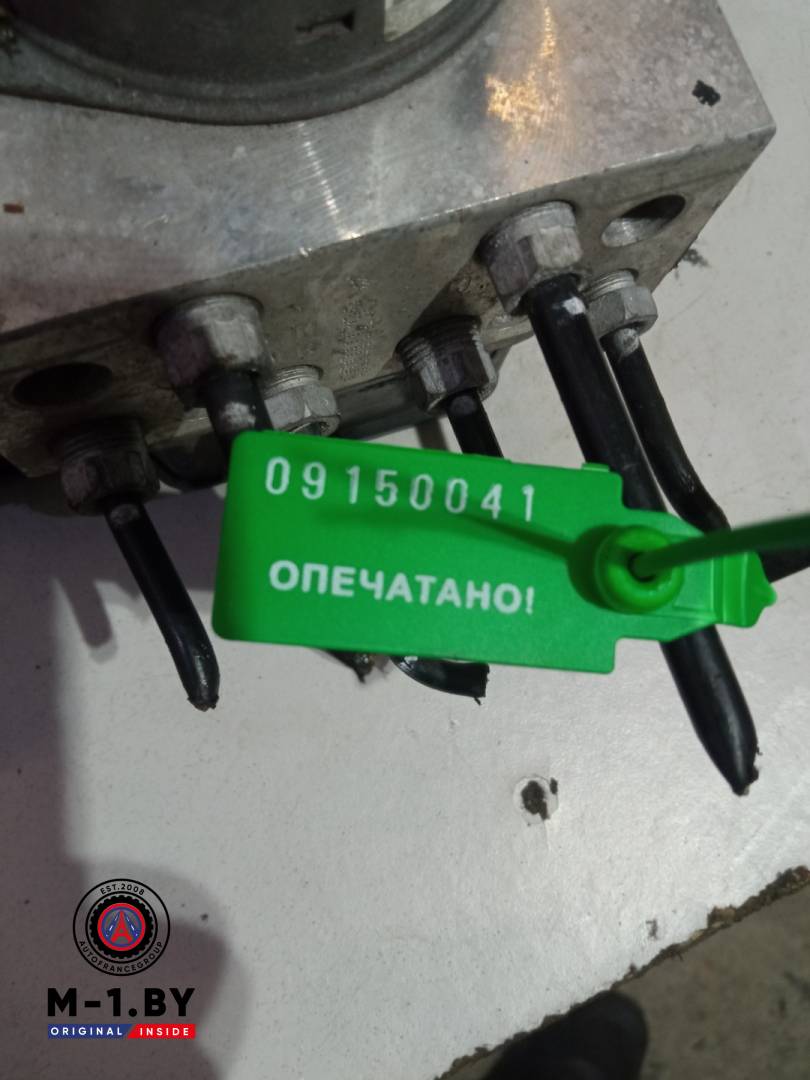 09150041
ОПЕЧАТАНО!
EST.2008
AUTOFRANCEGROUP
M-1.BY
ORIGINAL INSIDE